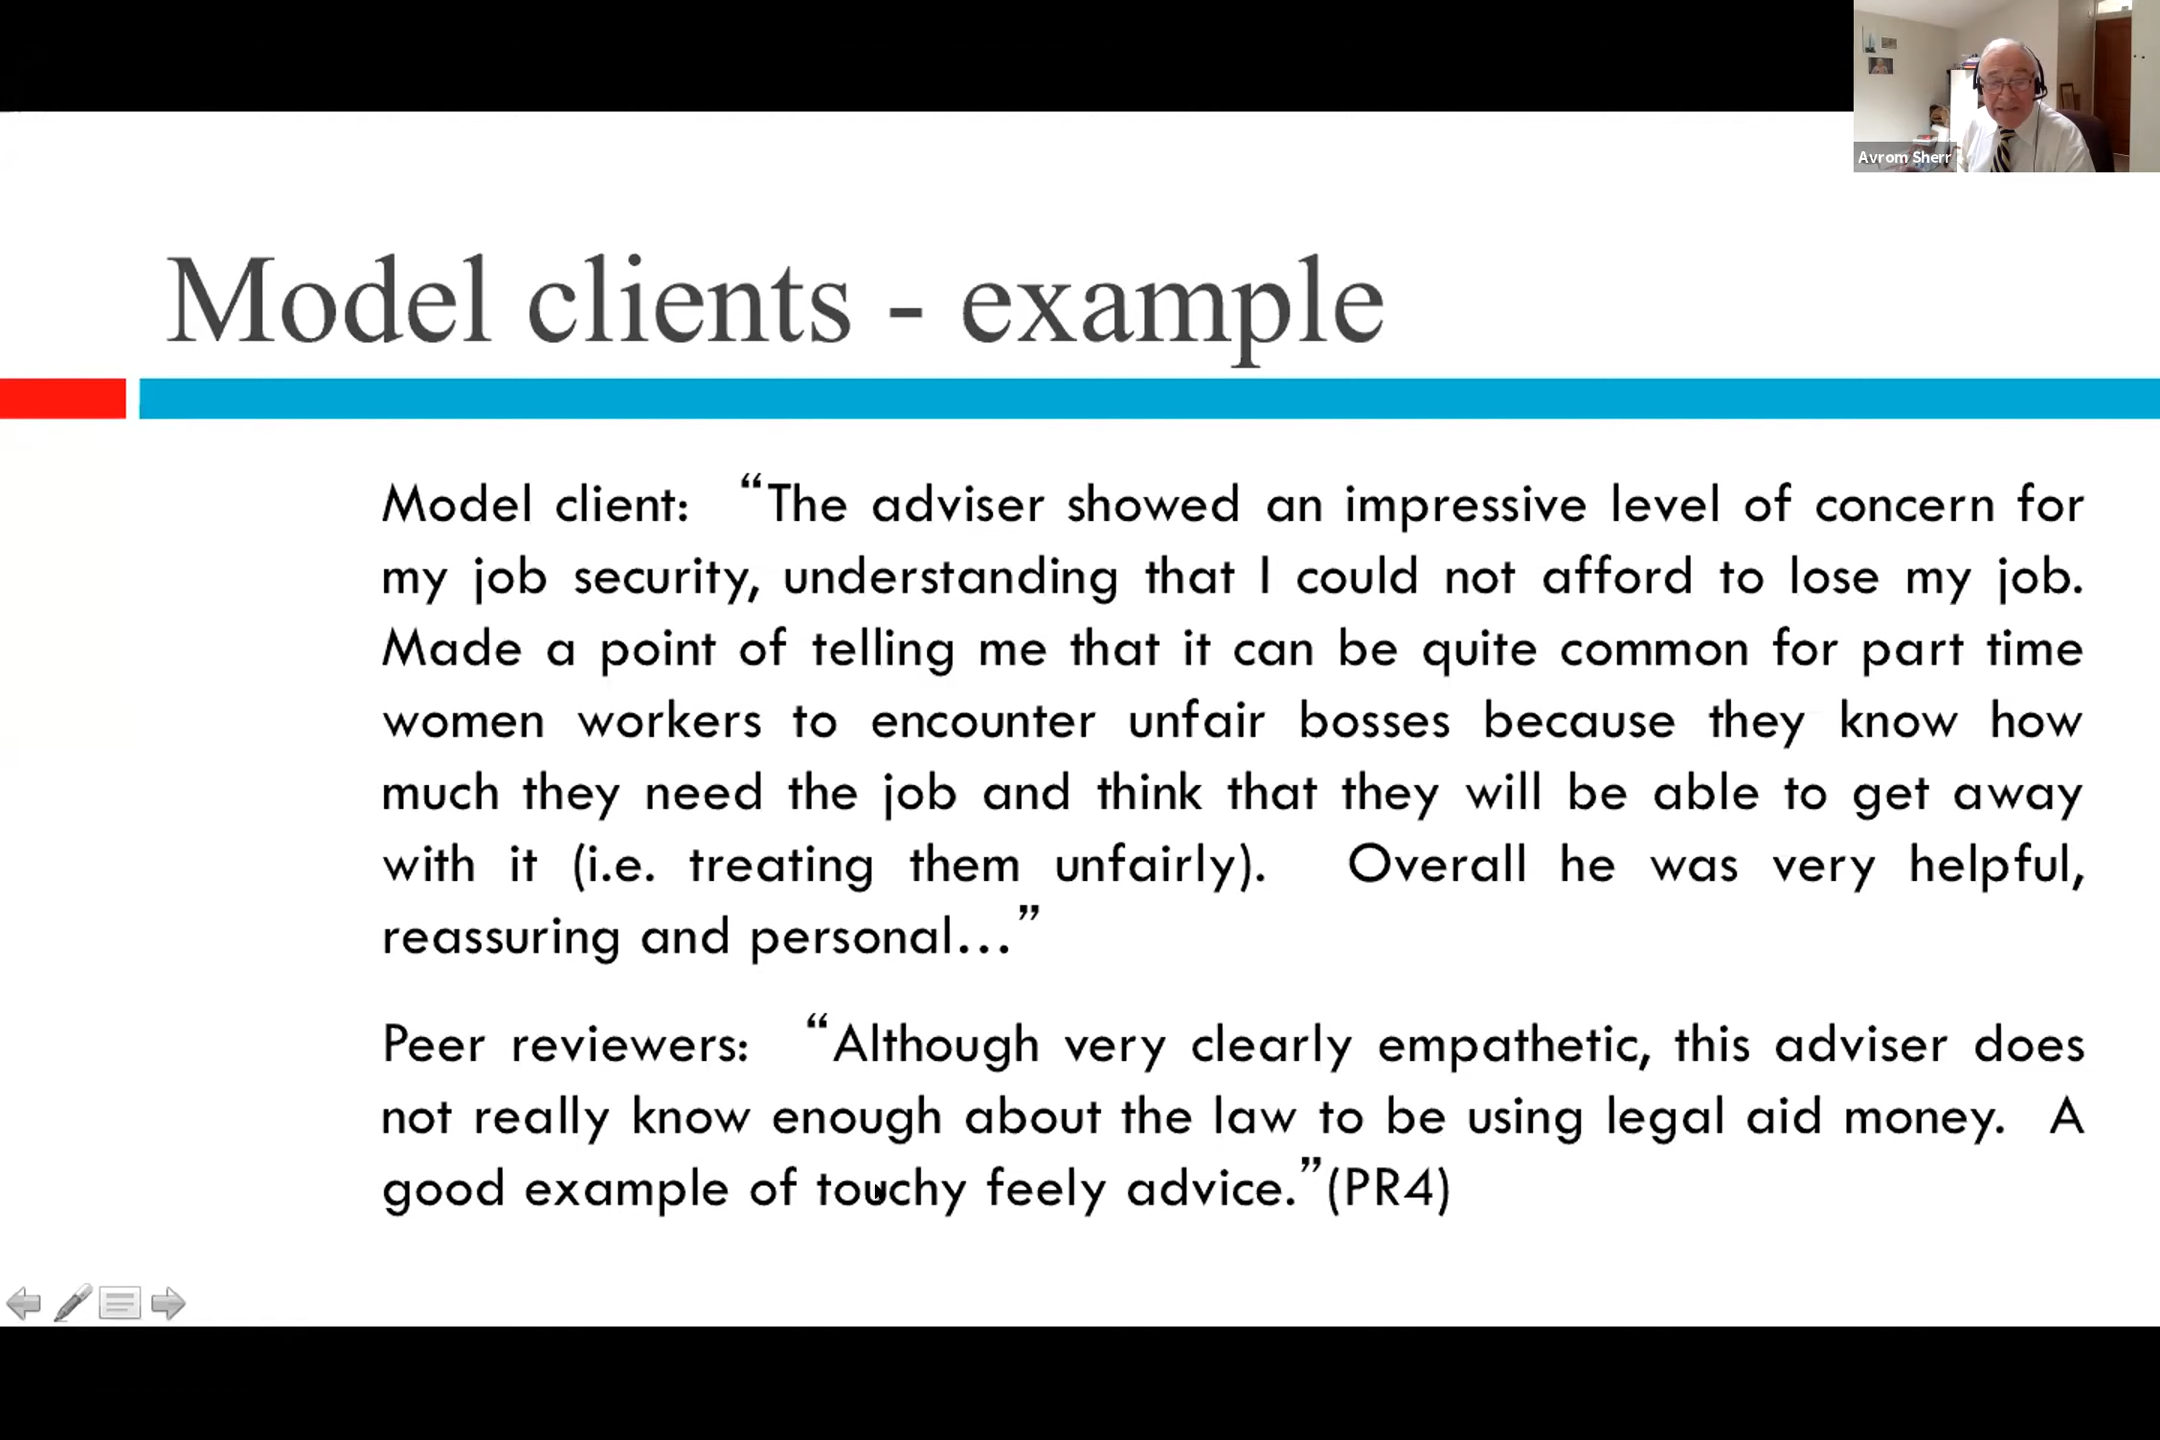 Avrom Sherr
Model clients - example
Model client: “The adviser showed an impressive level of concern for
my job security, understanding that I could not afford to lose my job.
Made a point of telling me that it can be quite common for part time
women workers to encounter unfair bosses because they know how
much they need the job and think that they will be able to get away
with it (i.e. treating them unfairly). Overall he was very helpful,
reassuring and personal…”
Peer reviewers: “Although very clearly empathetic, this adviser does
not really know enough about the law to be using legal aid money. A
good example of touchy feely advice.”(PR4)